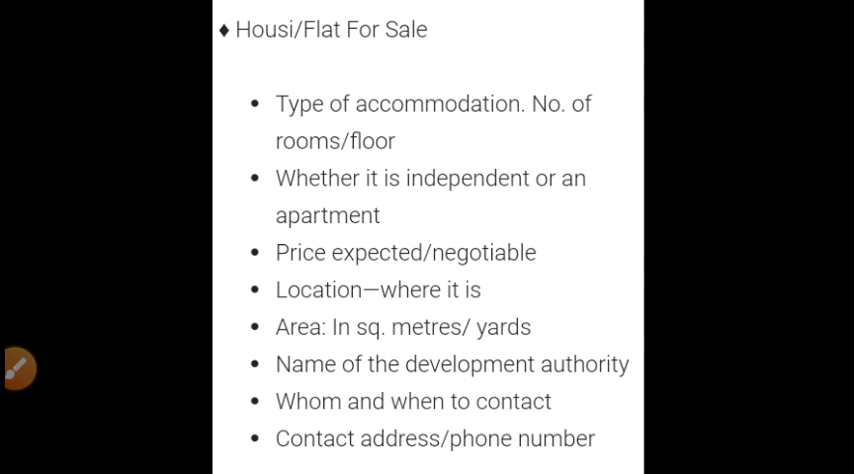 ♦ Housi/Flat For Sale
• Type of accommodation. No. of
rooms/floor
• Whether it is independent or an
apartment
• Price expected/negotiable
• Location—where it is
• Area: In sq. metres/ yards
• Name of the development authority
• Whom and when to contact
• Contact address/phone number